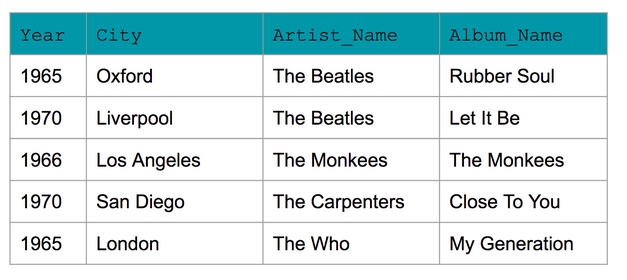 Year City Artist_Name Album_Name
1965 Oxford The Beatles Rubber Soul
1970 Liverpool The Beatles Let It Be
1966 Los Angeles The Monkees The Monkees
1970 San Diego The Carpenters Close To You
1965 London The Who My Generation